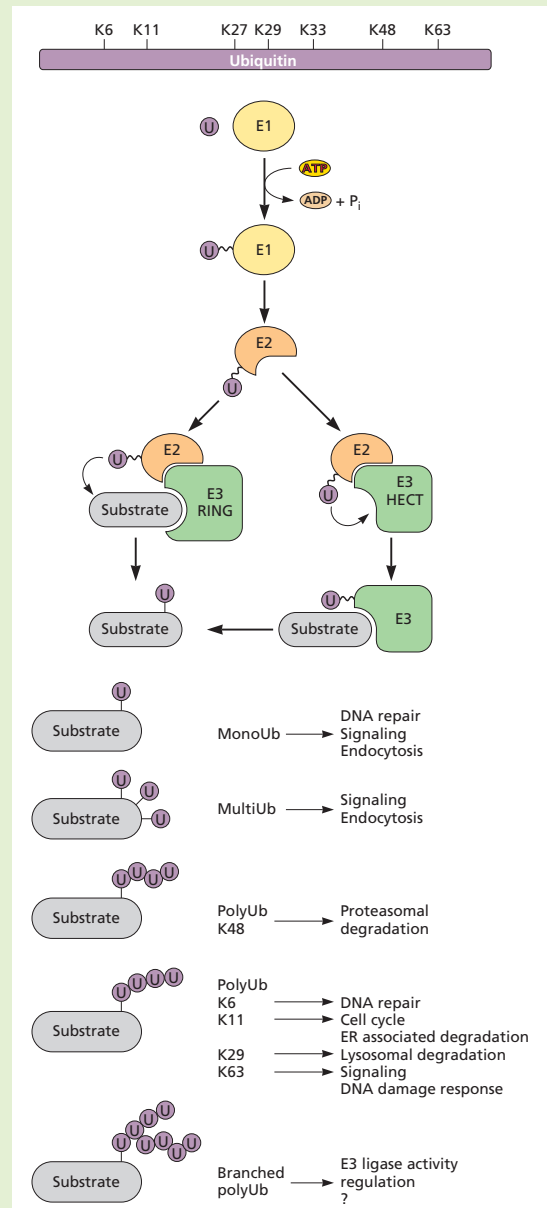 K6 K11 K27 K29 K33 K48 K63
Ubiquitin
U E1
ATP
ADP + Pi
U E1
E2
U
E2
U
E3
RING
Substrate
E2
U
E3
HECT
U
Substrate
U
Substrate
E3
U
Substrate
MonoUb
DNA repair
Signaling
Endocytosis
U
U
U
Substrate
MultiUb
Signaling
Endocytosis
U U U U
Substrate
PolyUb
K48
Proteasomal
degradation
U U U U
Substrate
PolyUb
K6 DNA repair
K11 Cell cycle
ER associated degradation
K29 Lysosomal degradation
K63 Signaling
DNA damage response
U U U U
U U U U
Substrate
Branched
polyUb
E3 ligase activity
regulation
?